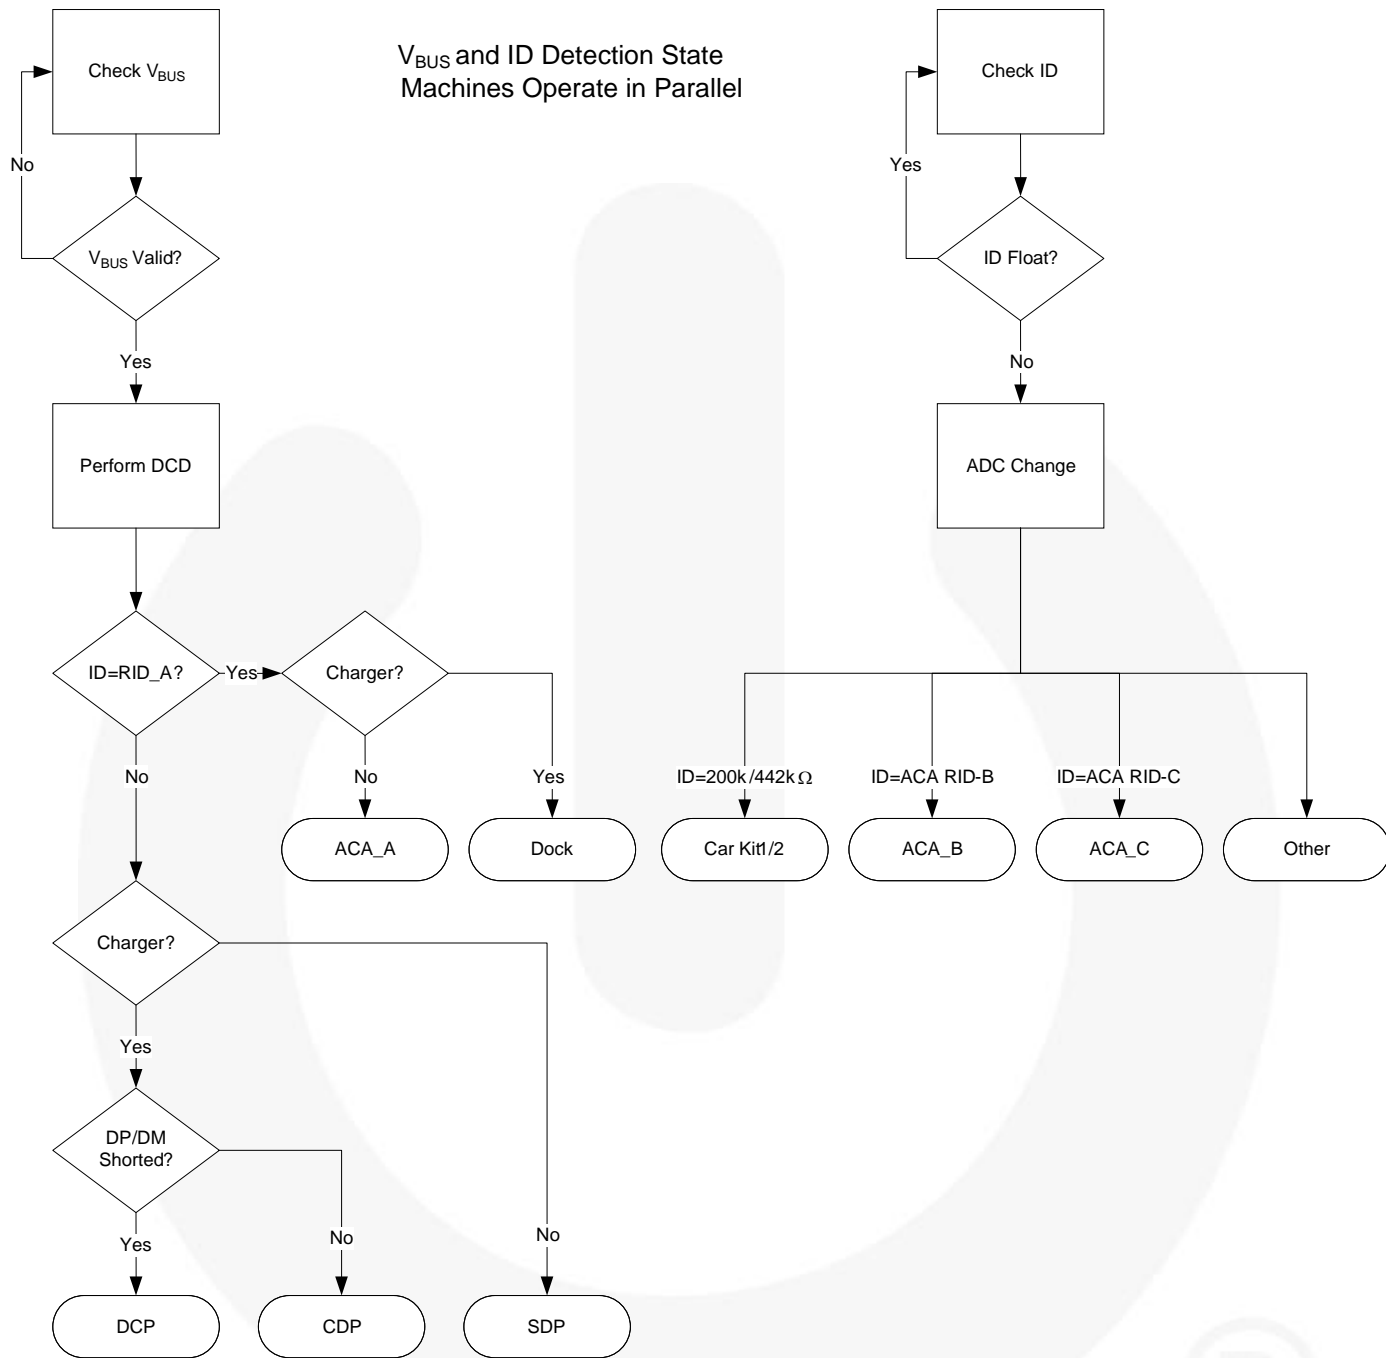 Check VBUS
VBUS and ID Detection State
Machines Operate in Parallel
Check ID
No
Yes
VBUS Valid?
ID Float?
Yes
No
Perform DCD
ADC Change
ID=RID_A?
Yes
Charger?
No
No
Yes
ID=200k/442kΩ
ID=ACA RID-B
ID=ACA RID-C
ACA_A
Dock
Car Kit1/2
ACA_B
ACA_C
Other
Charger?
Yes
DP/DM
Shorted?
Yes
No
No
DCP
CDP
SDP